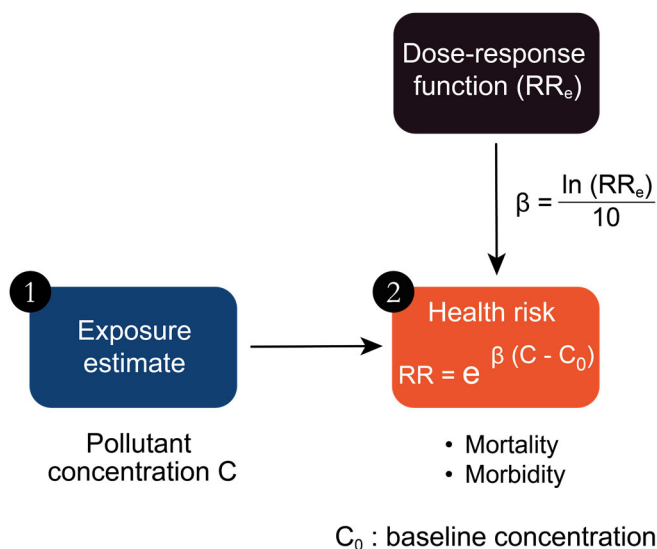 Dose-response
function (RRₑ)
β = ln (RRₑ) / 10
1
Exposure
estimate
Pollutant
concentration C
2
Health risk
RR = e^β (C - C₀)
• Mortality
• Morbidity
C₀ : baseline concentration